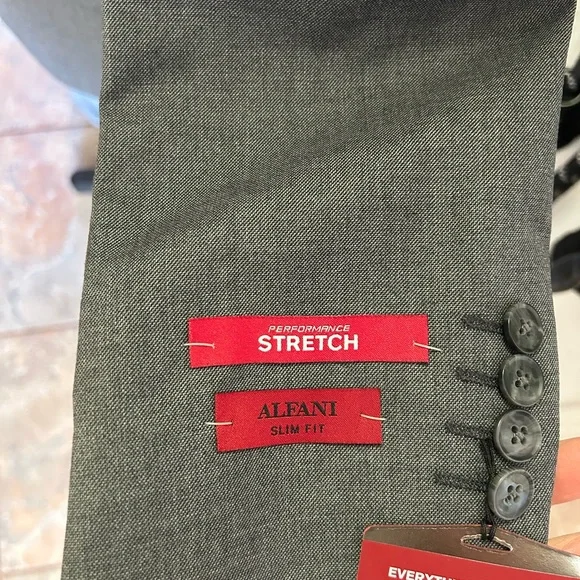 PERFORMANCE
STRETCH
ALFANI
SLIM FIT